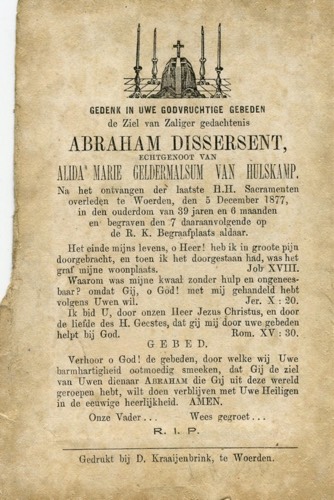 GEDENK IN UWE GODVRUCHTIGE GEBEDEN
de Ziel van Zaliger gedachtenis
ABRAHAM DISSERSENT,
ECHTGENOOT VAN
ALIDA MARIE GELDERMALSUM VAN HULSKAMP.
Na het ontvangen der laatste H.H. Sacramenten
overleden te Woerden, den 5 December 1877,
in den ouderdom van 39 jaren en 6 maanden
en begraven den 7 daaraanvolgende op
de R. K. Begraafplaats aldaar.
Het einde mijns levens, o Heer! heb ik in groote pijn
doorgebracht, en toen ik het doorgestaan had, was het
graf mijne woonplaats. Job XVIII.
Waarom was mijne kwaal zonder hulp en ongenees-
baar? omdat Gij, o Gód! met mij gehandeld hebt
volgens Uwen wil. Jer. X : 20.
Ik bid U, door onzen Heer Jezus Christus, en door
de liefde des H. Geestes, dat gij mij door uwe gebeden
helpt bij God. Rom. XV : 30.
GEBED.
Verhoor o God! de gebeden, door welke wij Uwe
barmhartigheid ootmoedig smeeken, dat Gij de ziel
van Uwen dienaar ABRAHAM die Gij uit deze wereld
geroepen hebt, wilt doen verblijven met Uwe Heiligen
in de eeuwige heerlijkheid. AMEN.
Onze Vader... Wees gegroet...
R. I. P.
Gedrukt bij D. Kraaijenbrink, te Woerden.